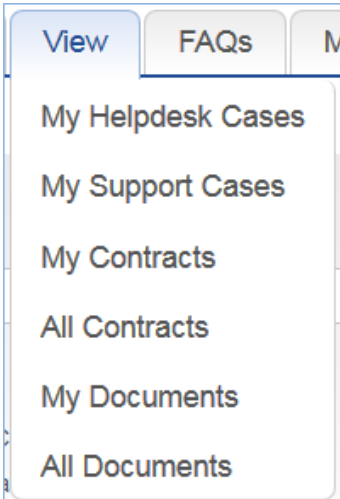 View FAQs M
My Helpdesk Cases
My Support Cases
My Contracts
All Contracts
My Documents
All Documents